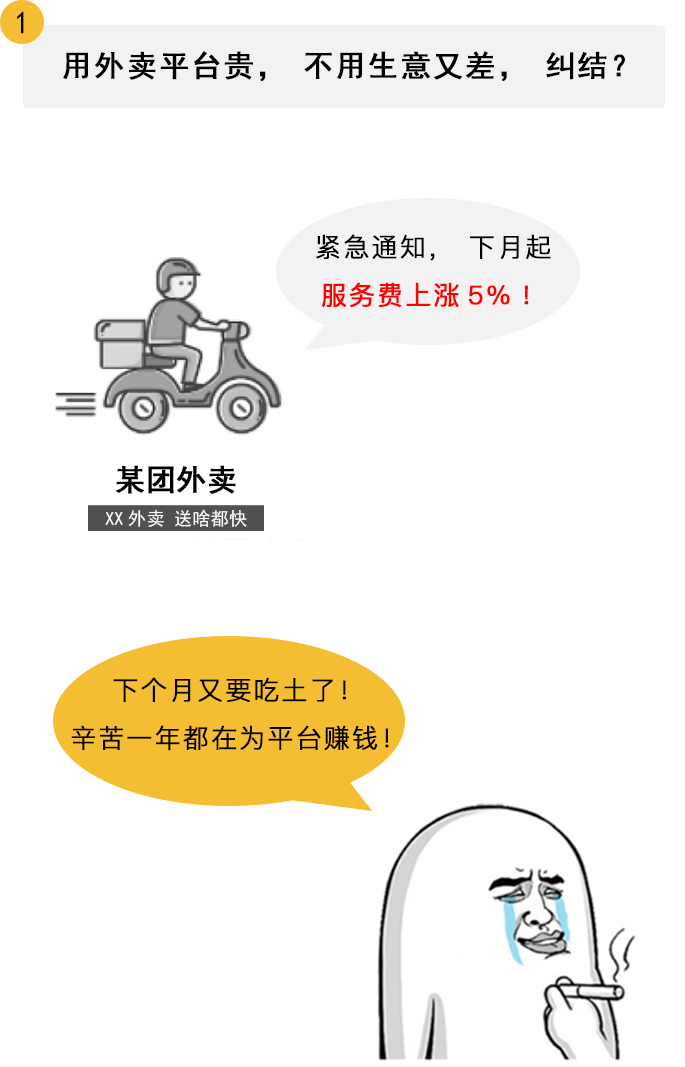 1
用外卖平台贵， 不用生意又差， 纠结？
紧急通知， 下月起
服务费上涨5%！
某团外卖
XX外卖 送啥都快
下个月又要吃土了！
辛苦一年都在为平台赚钱！